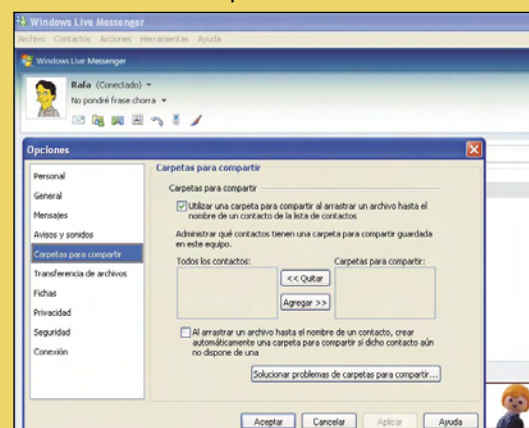 Windows Live Messenger
Archivo Contactos Acciones Herramientas Ayuda
Windows Live Messenger
Rafa (Conectado)
No pondré frase chorra
Opciones
Personal
General
Mensajes
Avisos y sonidos
Carpetas para compartir
Transferencia de archivos
Fichas
Privacidad
Seguridad
Conexión
Carpetas para compartir
Carpetas para compartir
Utilizar una carpeta para compartir al arrastrar un archivo hasta el
nombre de un contacto de la lista de contactos
Administrar qué contactos tienen una carpeta para compartir guardada
en este equipo.
Todos los contactos:
Carpetas para compartir:
<< Quitar
Agregar >>
Al arrastrar un archivo hasta el nombre de un contacto, crear
automáticamente una carpeta para compartir si dicho contacto aún
no dispone de una
Solucionar problemas de carpetas para compartir...
Aceptar Cancelar Aplicar Ayuda